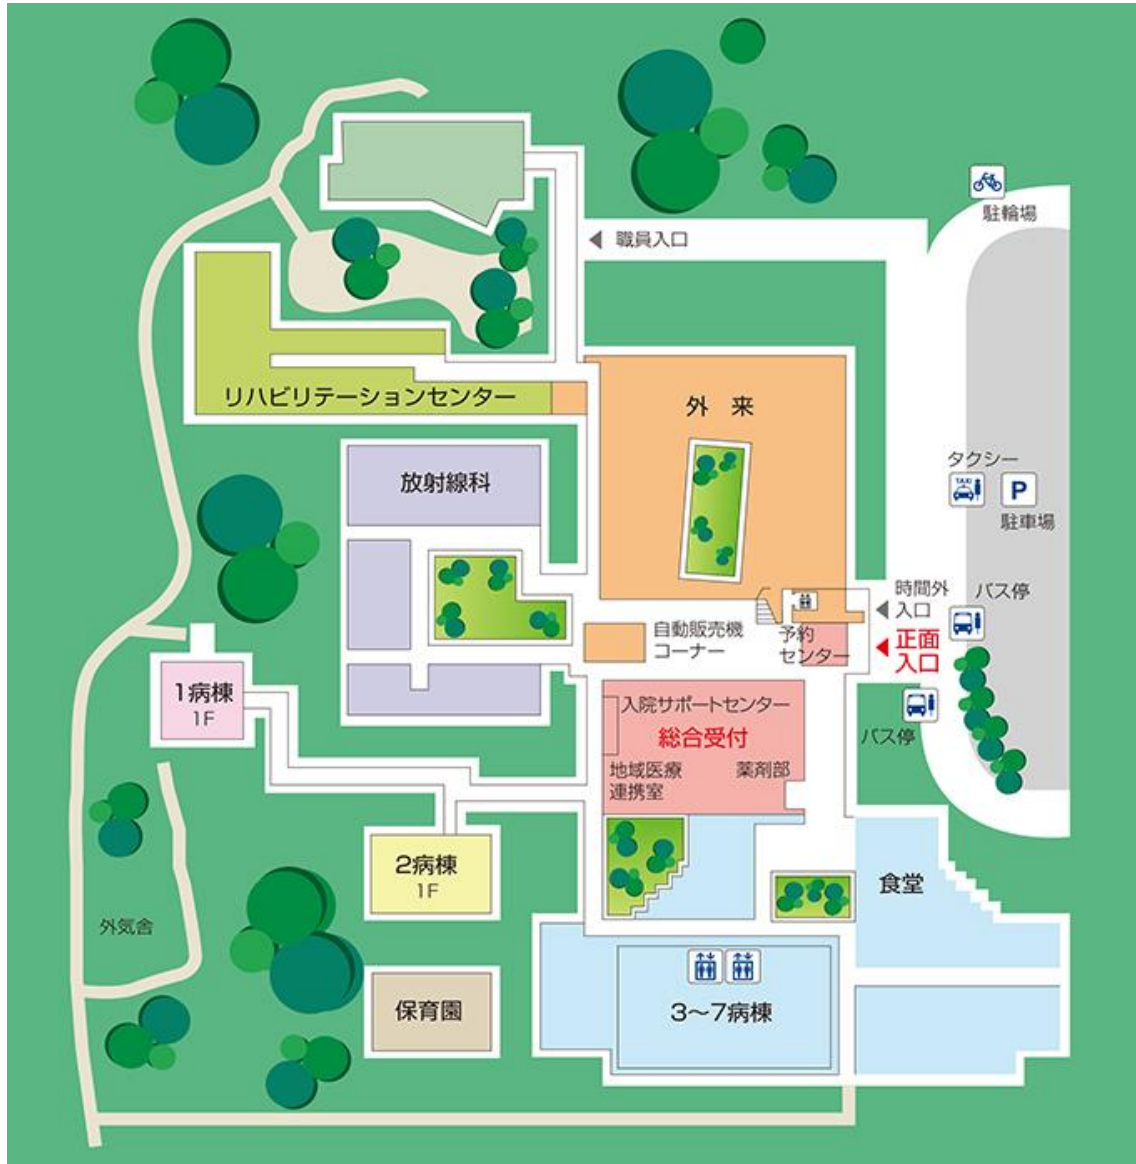 駐輪場
職員入口
リハビリテーションセンター
外来
放射線科
タクシー
TAXI
P
駐車場
時間外
入口
バス停
正面
入口
自動販売機
コーナー
予約
センター
1病棟
1F
入院サポートセンター
総合受付
地域医療
連携室
薬剤部
バス停
2病棟
1F
食堂
外気舎
保育園
3〜7病棟